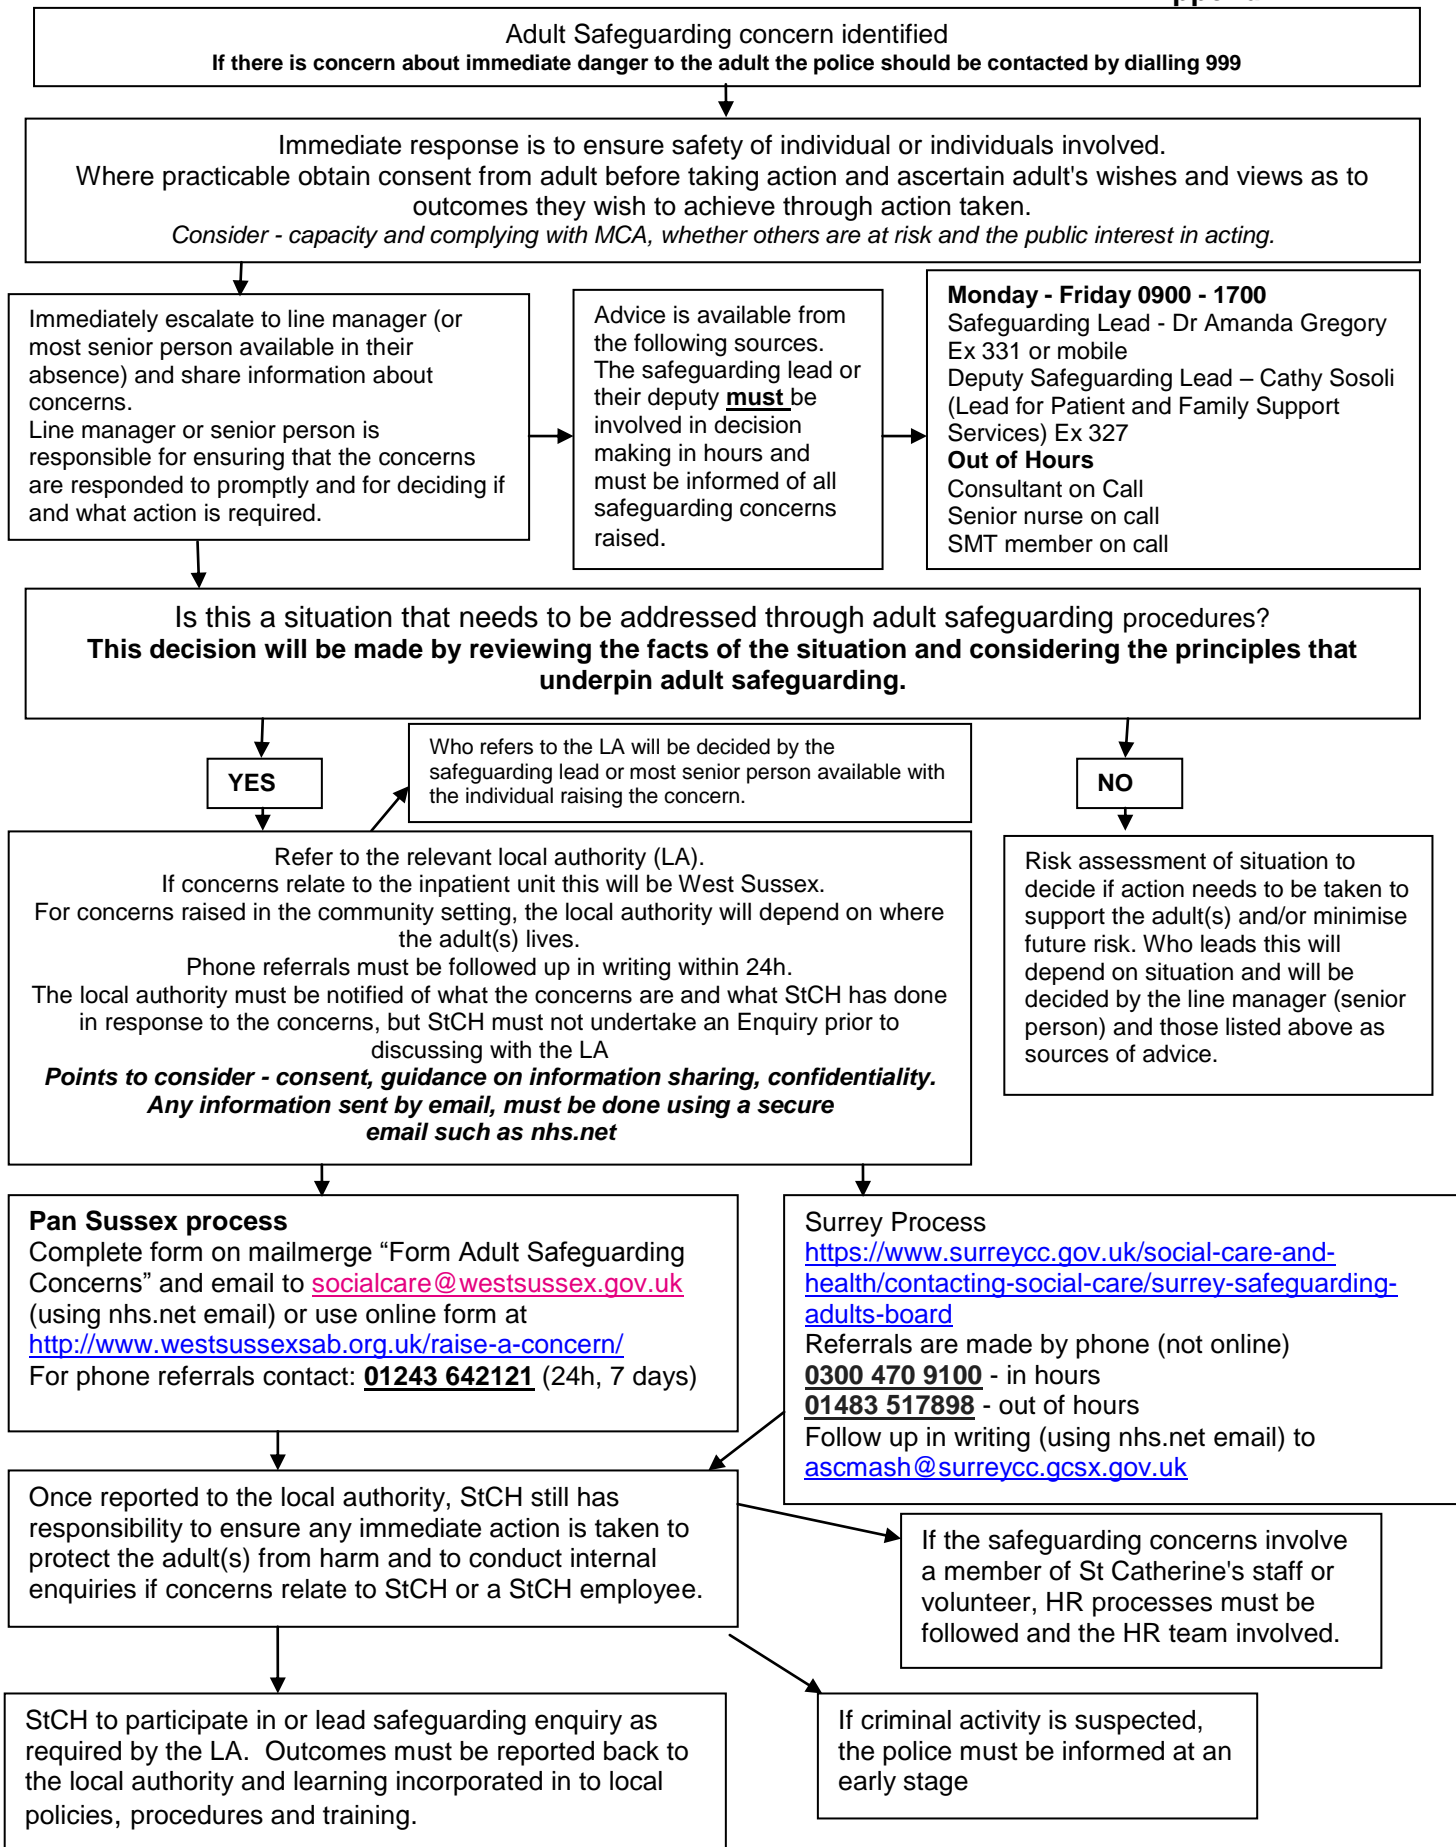 Adult Safeguarding concern identified
If there is concern about immediate danger to the adult the police should be contacted by dialling 999
Immediate response is to ensure safety of individual or individuals involved.
Where practicable obtain consent from adult before taking action and ascertain adult's wishes and views as to
outcomes they wish to achieve through action taken.
Consider - capacity and complying with MCA, whether others are at risk and the public interest in acting.
Immediately escalate to line manager (or
most senior person available in their
absence) and share information about
concerns.
Line manager or senior person is
responsible for ensuring that the concerns
are responded to promptly and for deciding if
and what action is required.
Advice is available from
the following sources.
The safeguarding lead or
their deputy must be
involved in decision
making in hours and
must be informed of all
safeguarding concerns
raised.
Monday - Friday 0900 - 1700
Safeguarding Lead - Dr Amanda Gregory
Ex 331 or mobile
Deputy Safeguarding Lead – Cathy Sosoli
(Lead for Patient and Family Support
Services) Ex 327
Out of Hours
Consultant on Call
Senior nurse on call
SMT member on call
Is this a situation that needs to be addressed through adult safeguarding procedures?
This decision will be made by reviewing the facts of the situation and considering the principles that
underpin adult safeguarding.
YES
Who refers to the LA will be decided by the
safeguarding lead or most senior person available with
the individual raising the concern.
NO
Refer to the relevant local authority (LA).
If concerns relate to the inpatient unit this will be West Sussex.
For concerns raised in the community setting, the local authority will depend on where
the adult(s) lives.
Phone referrals must be followed up in writing within 24h.
The local authority must be notified of what the concerns are and what StCH has done
in response to the concerns, but StCH must not undertake an Enquiry prior to
discussing with the LA
Points to consider - consent, guidance on information sharing, confidentiality.
Any information sent by email, must be done using a secure
email such as nhs.net
Risk assessment of situation to
decide if action needs to be taken to
support the adult(s) and/or minimise
future risk. Who leads this will
depend on situation and will be
decided by the line manager (senior
person) and those listed above as
sources of advice.
Pan Sussex process
Complete form on mailmerge “Form Adult Safeguarding
Concerns” and email to socialcare@westsussex.gov.uk
(using nhs.net email) or use online form at
http://www.westsussexsab.org.uk/raise-a-concern/
For phone referrals contact: 01243 642121 (24h, 7 days)
Surrey Process
https://www.surreycc.gov.uk/social-care-and-
health/contacting-social-care/surrey-safeguarding-
adults-board
Referrals are made by phone (not online)
0300 470 9100 - in hours
01483 517898 - out of hours
Follow up in writing (using nhs.net email) to
ascmash@surreycc.gcsx.gov.uk
Once reported to the local authority, StCH still has
responsibility to ensure any immediate action is taken to
protect the adult(s) from harm and to conduct internal
enquiries if concerns relate to StCH or a StCH employee.
If the safeguarding concerns involve
a member of St Catherine's staff or
volunteer, HR processes must be
followed and the HR team involved.
StCH to participate in or lead safeguarding enquiry as
required by the LA. Outcomes must be reported back to
the local authority and learning incorporated in to local
policies, procedures and training.
If criminal activity is suspected,
the police must be informed at an
early stage